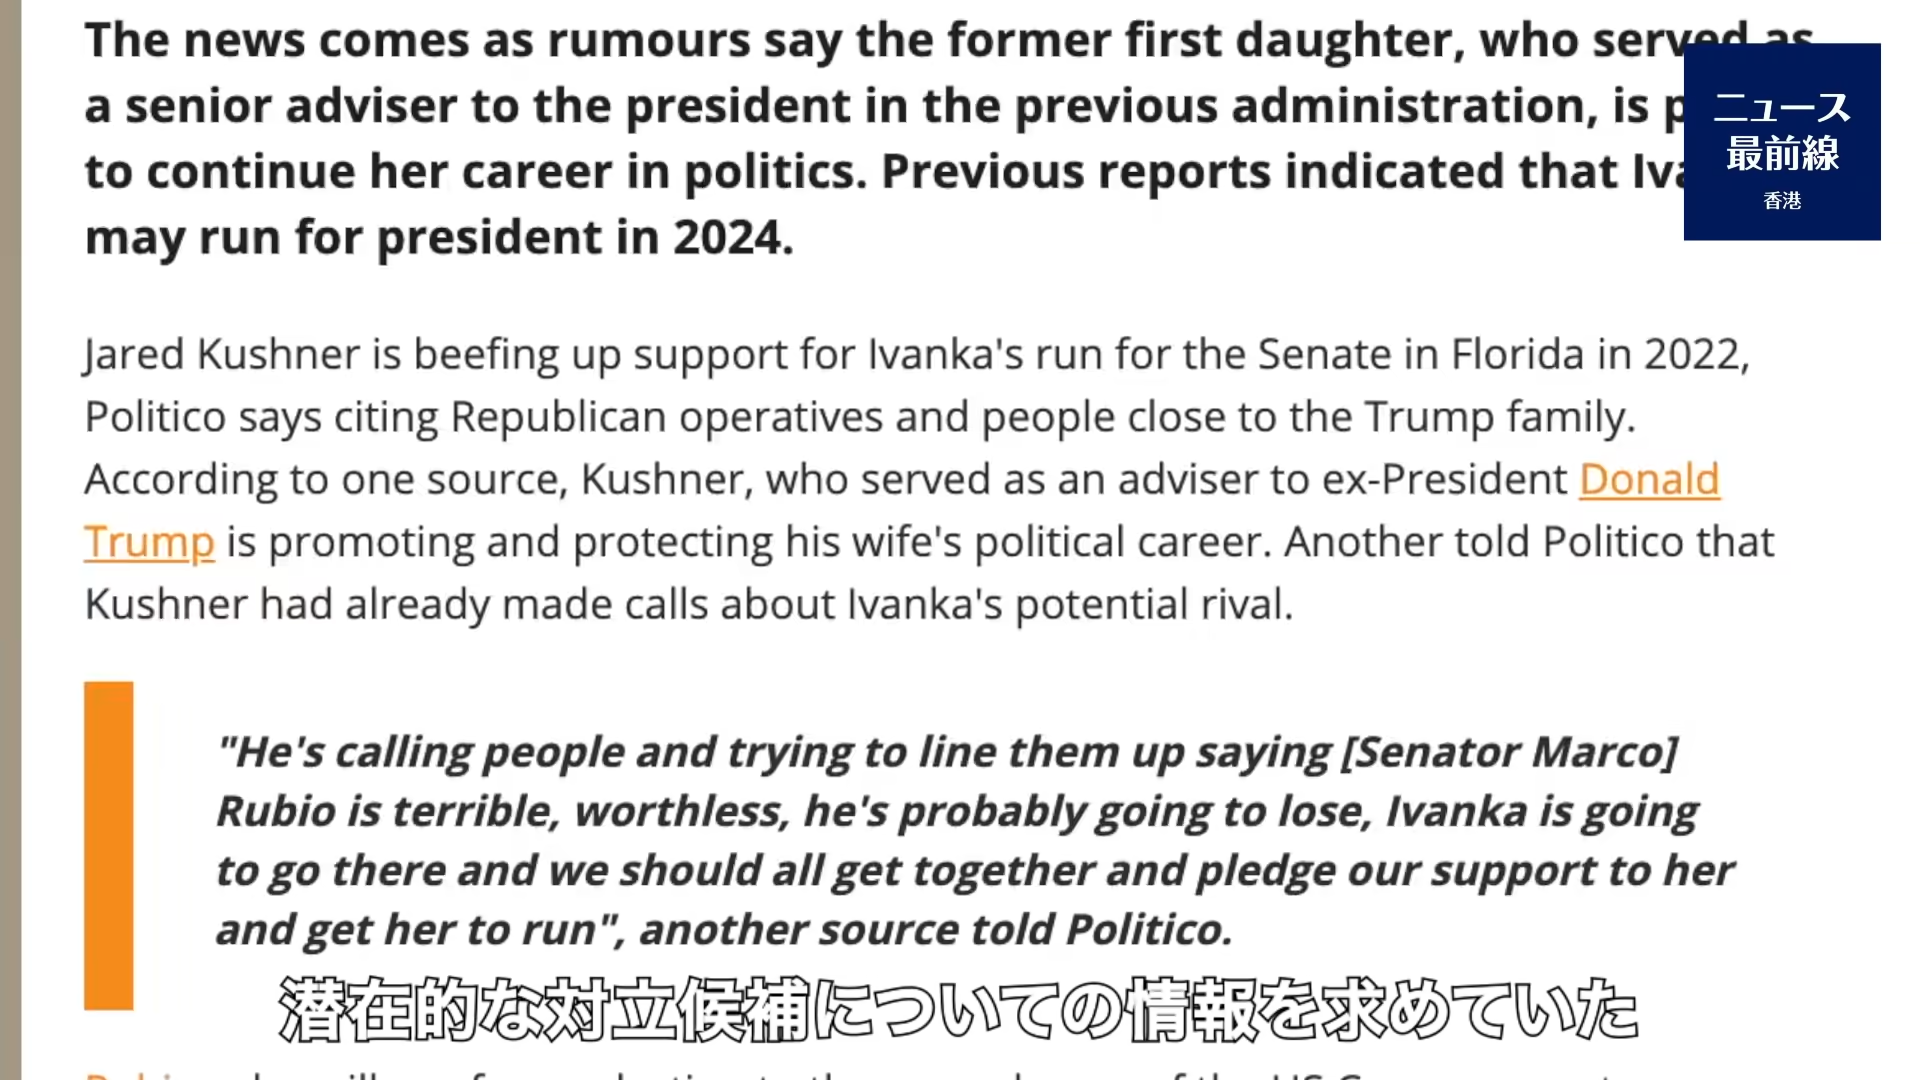 The news comes as rumours say the former first daughter, who served as
a senior adviser to the president in the previous administration, is
to continue her career in politics. Previous reports indicated that
may run for president in 2024.
ニュース
最前線
香港
Jared Kushner is beefing up support for Ivanka's run for the Senate in Florida in 2022,
Politico says citing Republican operatives and people close to the Trump family.
According to one source, Kushner, who served as an adviser to ex-President Donald
Trump is promoting and protecting his wife's political career. Another told Politico that
Kushner had already made calls about Ivanka's potential rival.
"He's calling people and trying to line them up saying [Senator Marco]
Rubio is terrible, worthless, he's probably going to lose, Ivanka is going
to go there and we should all get together and pledge our support to her
and get her to run", another source told Politico.
潜在的な対立候補についての情報を求めていた